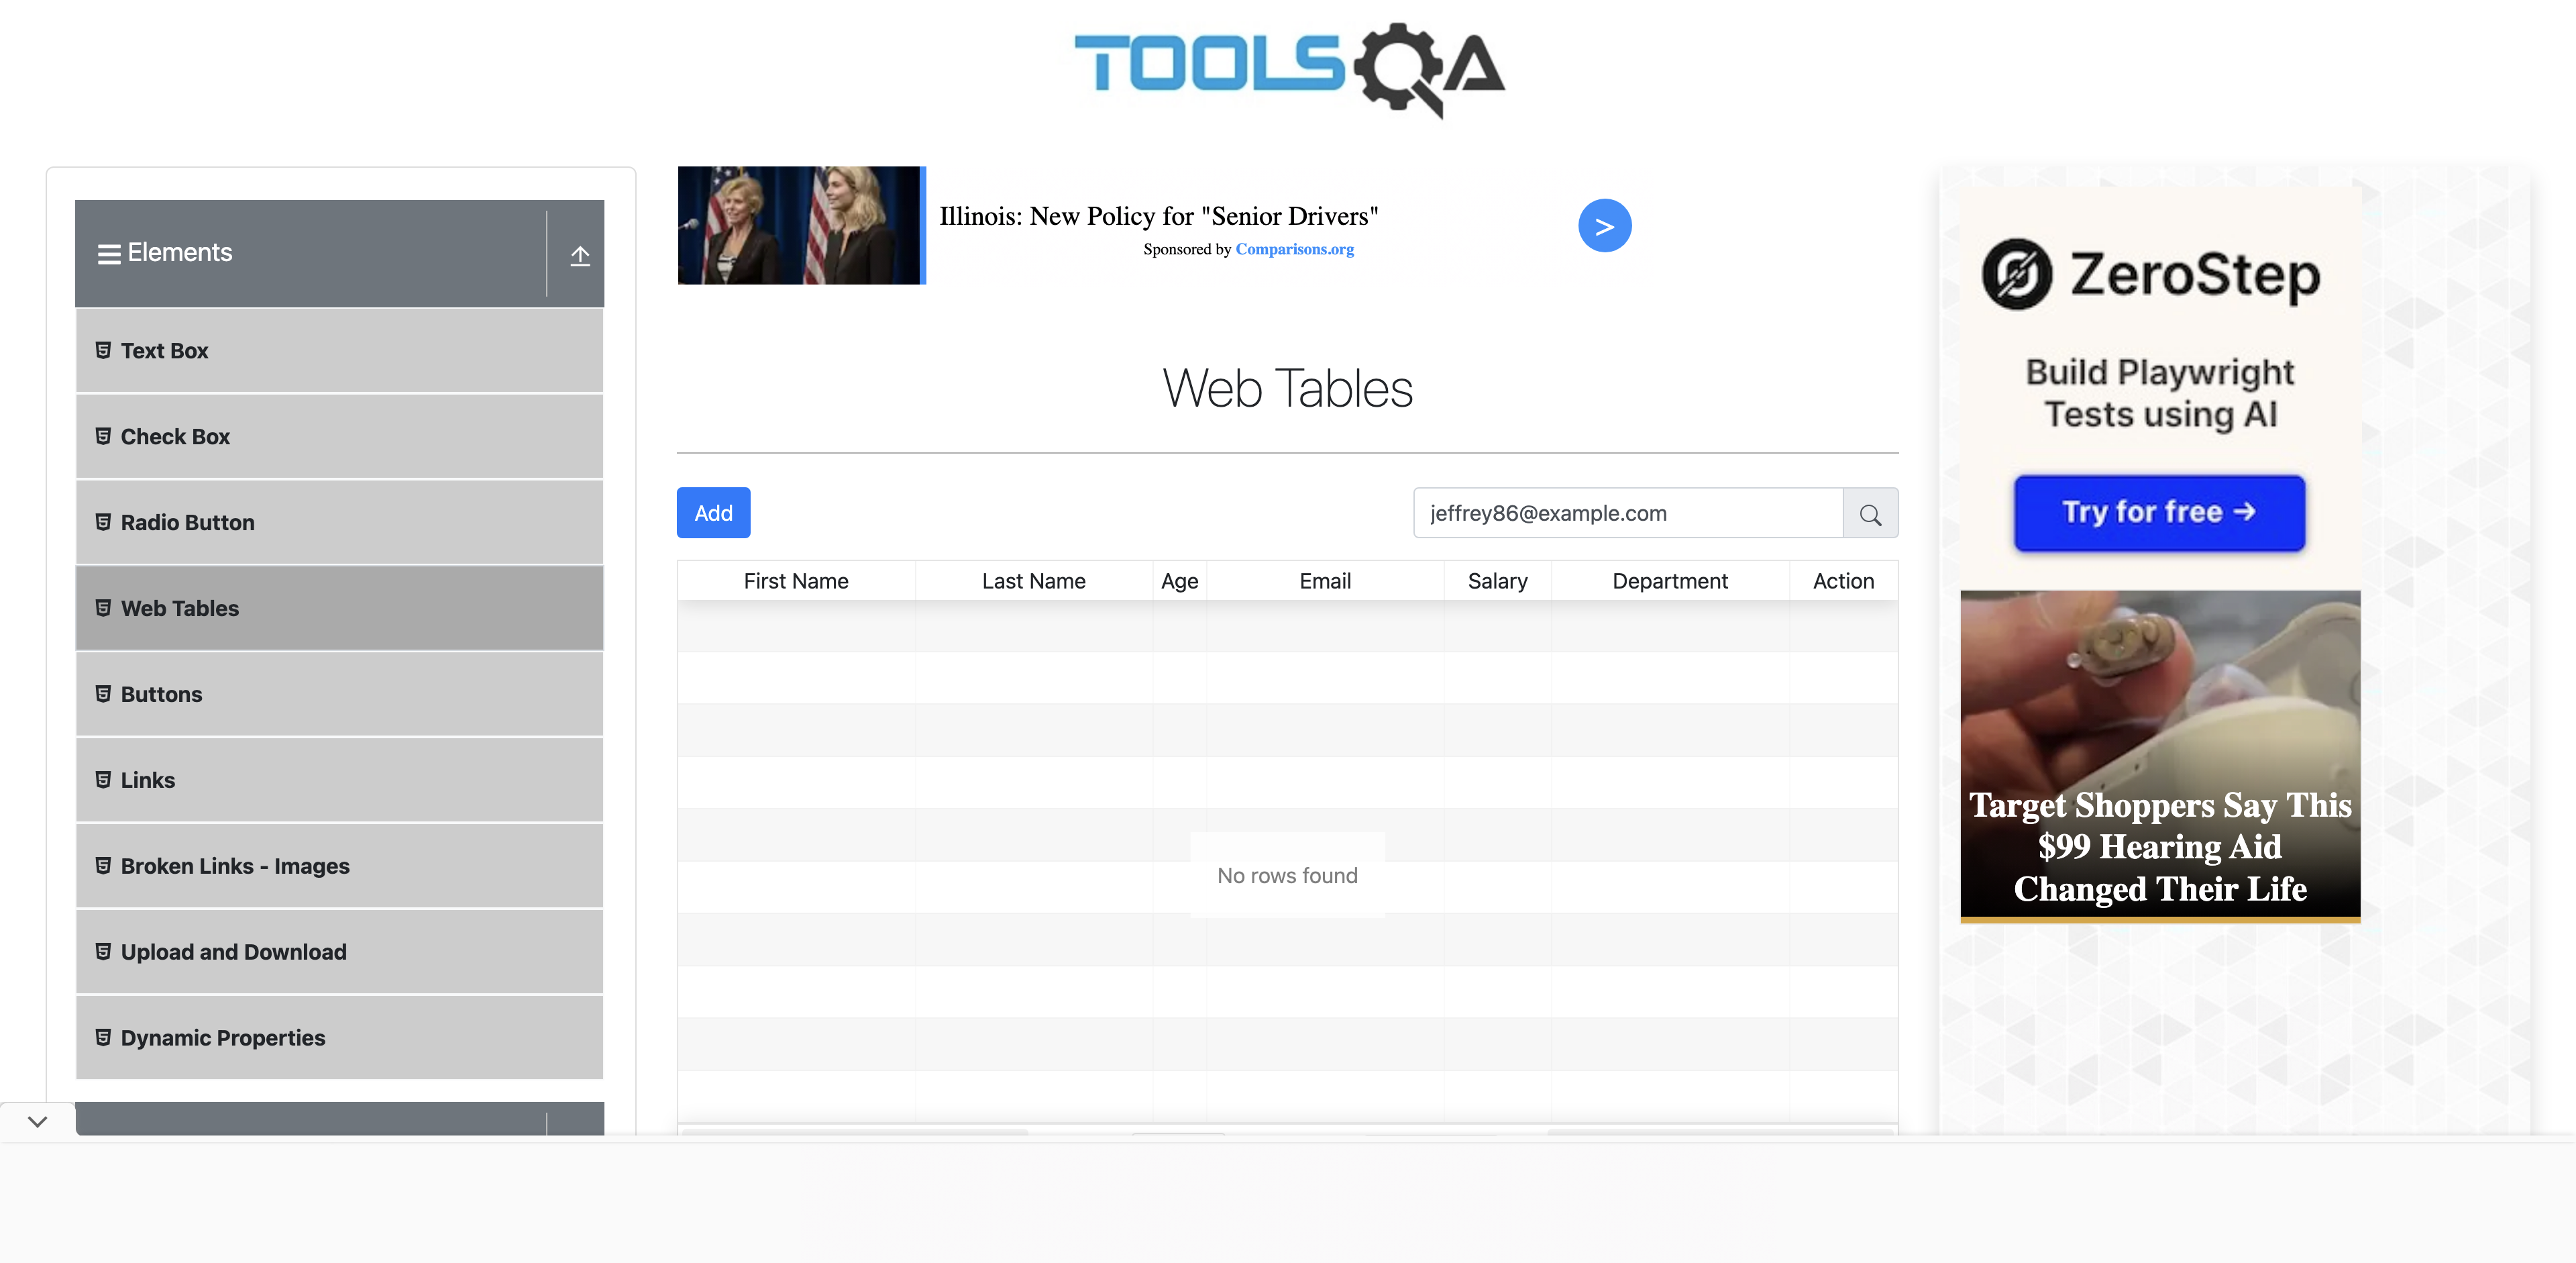 TOOLSQA
Elements
Text Box
Check Box
Radio Button
Web Tables
Buttons
Links
Broken Links - Images
Upload and Download
Dynamic Properties
Illinois: New Policy for "Senior Drivers"
Sponsored by Comparisons.org
>
Web Tables
Add
jeffrey86@example.com
First Name Last Name Age Email Salary Department Action
No rows found
ZeroStep
Build Playwright
Tests using AI
Try for free →
Target Shoppers Say This
$99 Hearing Aid
Changed Their Life